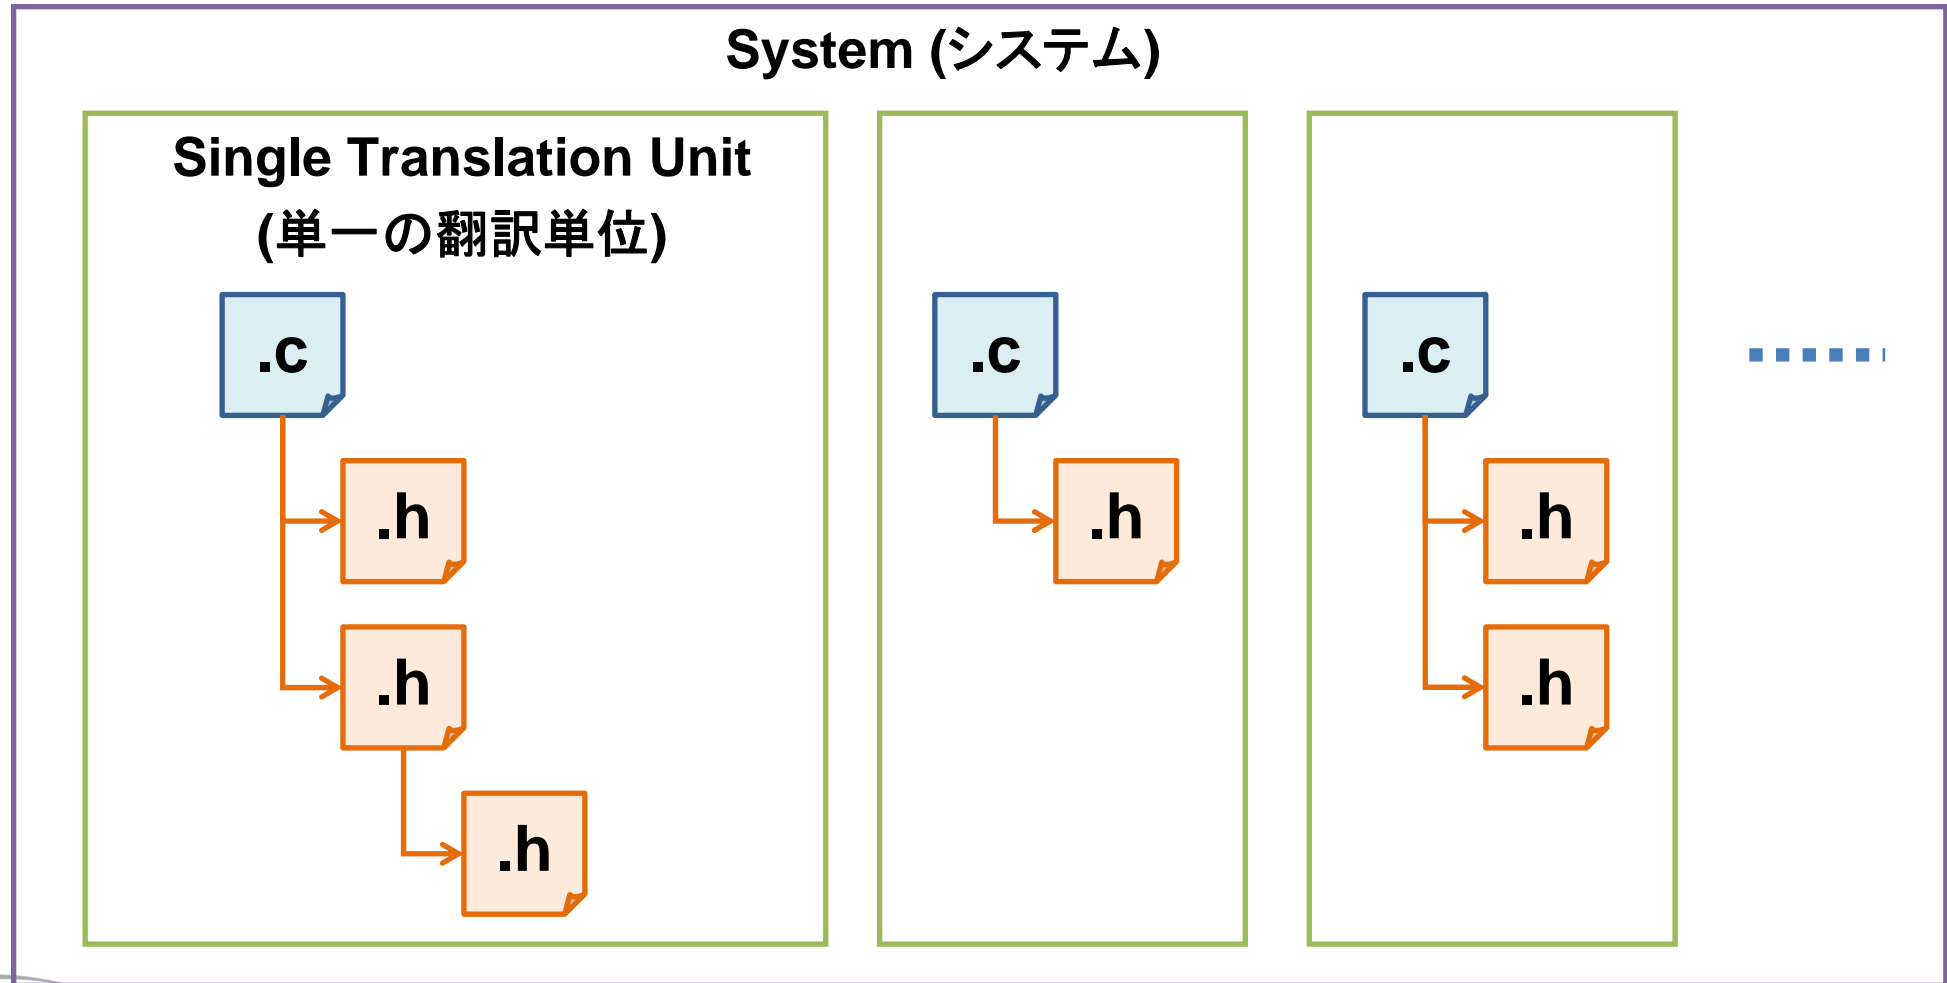 System (システム)
Single Translation Unit
(単一の翻訳単位)
.c
.h
.h
.h
.c
.h
.c
.h
.h